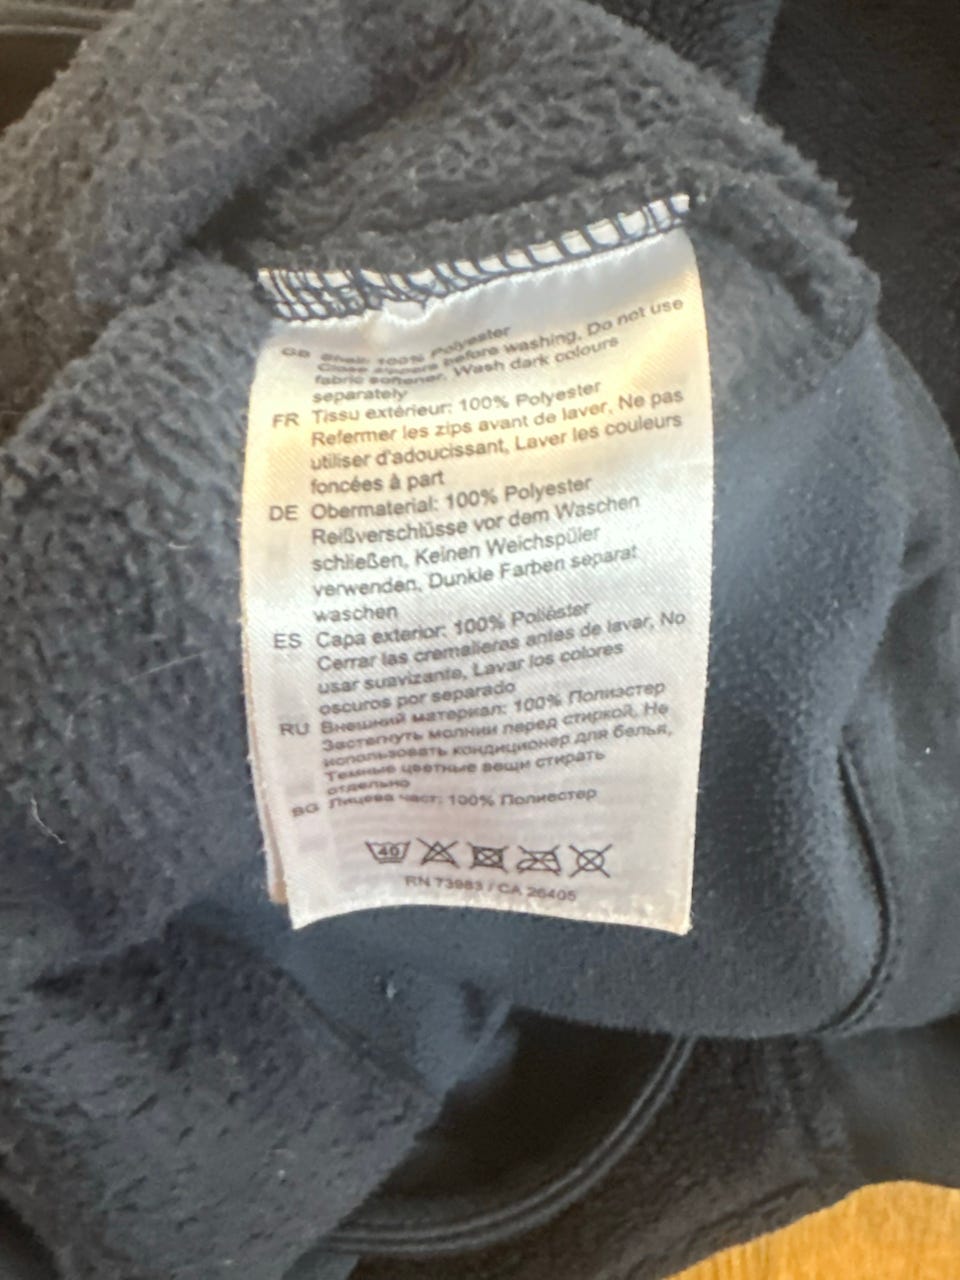 GB Shell: 100% Polyester
Close zippers before washing, Do not use
fabric softener, Wash dark colours
separately
FR Tissu extérieur: 100% Polyester
Refermer les zips avant de laver, Ne pas
utiliser d'adoucissant, Laver les couleurs
foncées à part
DE Obermaterial: 100% Polyester
Reißverschlüsse vor dem Waschen
schließen, Keinen Weichspüler
verwenden, Dunkle Farben separat
waschen
ES Capa exterior: 100% Poliéster
Cerrar las cremalleras antes de lavar, No
usar suavizante, Lavar los colores
oscuros por separado
RU Внешний материал: 100% Полиэстер
Застегнуть молнии перед стиркой, Не
использовать кондиционер для белья,
Темные цветные вещи стирать
отдельно
BG Лицева част: 100% Полиестер
40
RN 73983 / CA 26405